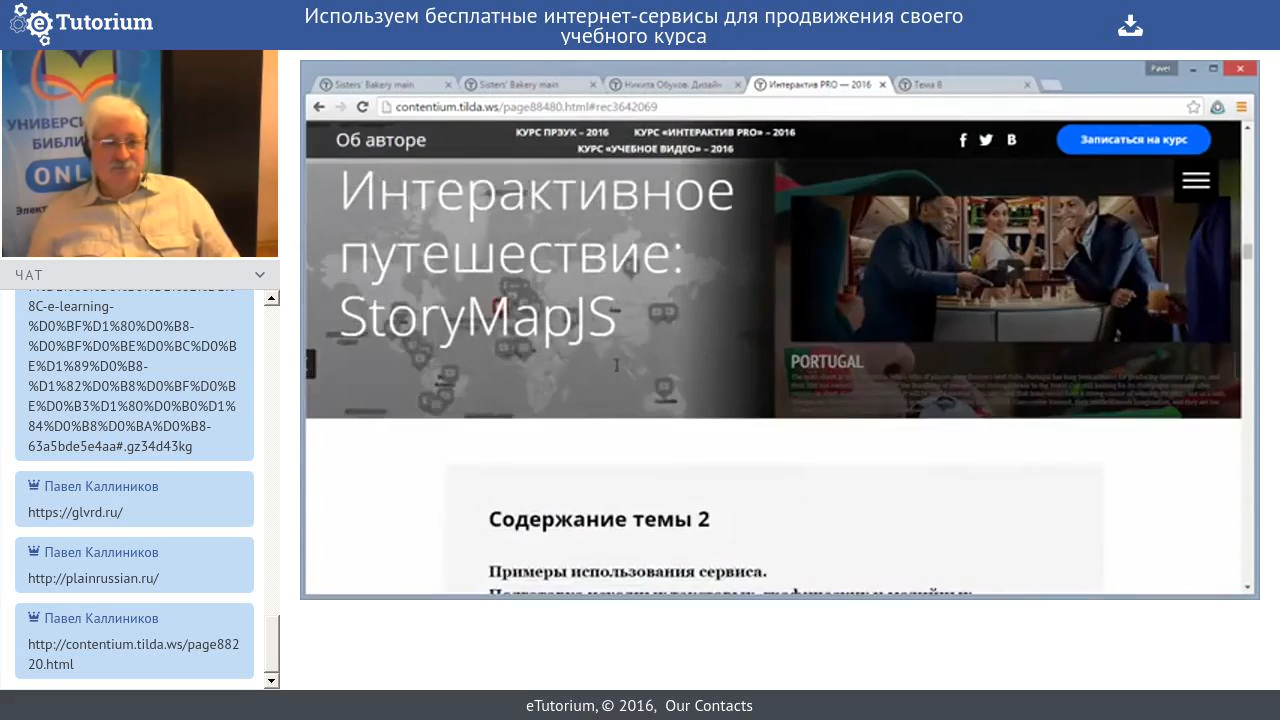 eTutorium
Используем бесплатные интернет-сервисы для продвижения своего
учебного курса
УНИВЕРСИ
БИБЛИ
ONL
Элект
ЧАТ
8C-e-learning-
%D0%BF%D1%80%D0%B8-
%D0%BF%D0%BE%D0%BC%D0%B
E%D1%89%D0%B8-
%D1%82%D0%B8%D0%BF%D0%B
E%D0%B3%D1%80%D0%B0%D1%
84%D0%B8%D0%BA%D0%B8-
63a5bde5e4aa#.gz34d43kg
Павел Каллиников
https://glvrd.ru/
Павел Каллиников
http://plainrussian.ru/
Павел Каллиников
http://contentium.tilda.ws/page882
20.html
Pavel
Sisters' Bakery main
Sisters' Bakery main
Никита Обухов. Дизайн
Интерактив PRO — 2016
Тема 8
contentium.tilda.ws/page88480.html#rec3642069
Об авторе
КУРС ПРЗУК – 2016 КУРС «ИНТЕРАКТИВ PRO» – 2016
КУРС «УЧЕБНОЕ ВИДЕО» – 2016
Записаться на курс
Интерактивное
путешествие:
StoryMapJS
PORTUGAL
Содержание темы 2
Примеры использования сервиса.
eTutorium, © 2016, Our Contacts